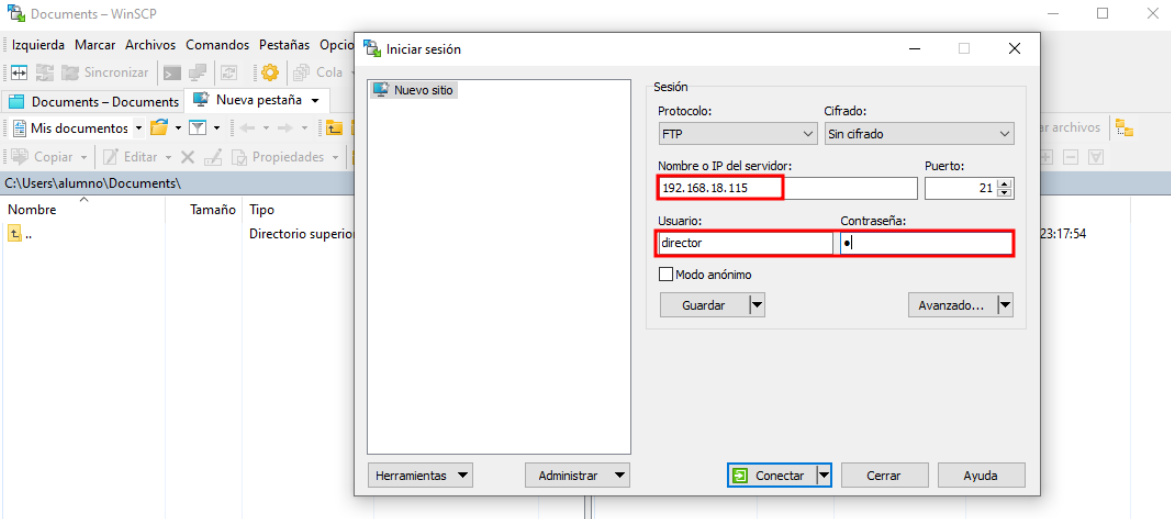 Documents – WinSCP
Izquierda Marcar Archivos Comandos Pestañas Opcio
Sincronizar Cola
Documents – Documents Nueva pestaña
Mis documentos ar archivos
Copiar Editar Propiedades
C:\Users\alumno\Documents\
Nombre Tamaño Tipo
.. Directorio superio 23:17:54
Iniciar sesión
Nuevo sitio
Sesión
Protocolo: Cifrado:
FTP Sin cifrado
Nombre o IP del servidor: Puerto:
192.168.18.115 21
Usuario: Contraseña:
director ●
Modo anónimo
Guardar Avanzado...
Herramientas Administrar Conectar Cerrar Ayuda